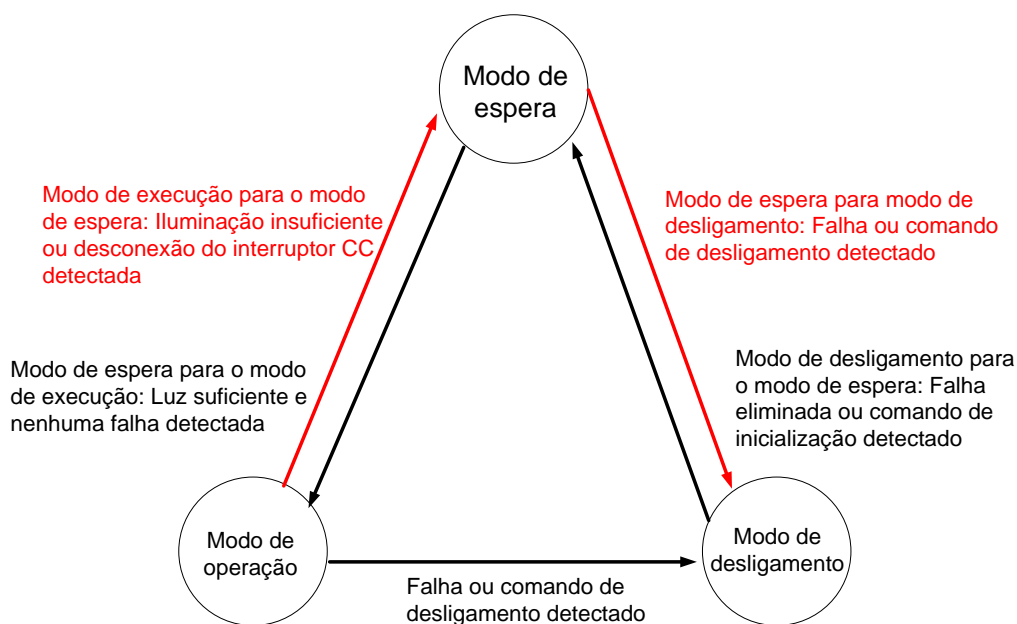 Modo de
espera
Modo de execução para o modo
de espera: Iluminação insuficiente
ou desconexão do interruptor CC
detectada
Modo de espera para modo de
desligamento: Falha ou comando
de desligamento detectado
Modo de espera para o modo
de execução: Luz suficiente e
nenhuma falha detectada
Modo de desligamento para
o modo de espera: Falha
eliminada ou comando de
inicialização detectado
Modo de
operação
Falha ou comando de
desligamento detectado
Modo de
desligamento